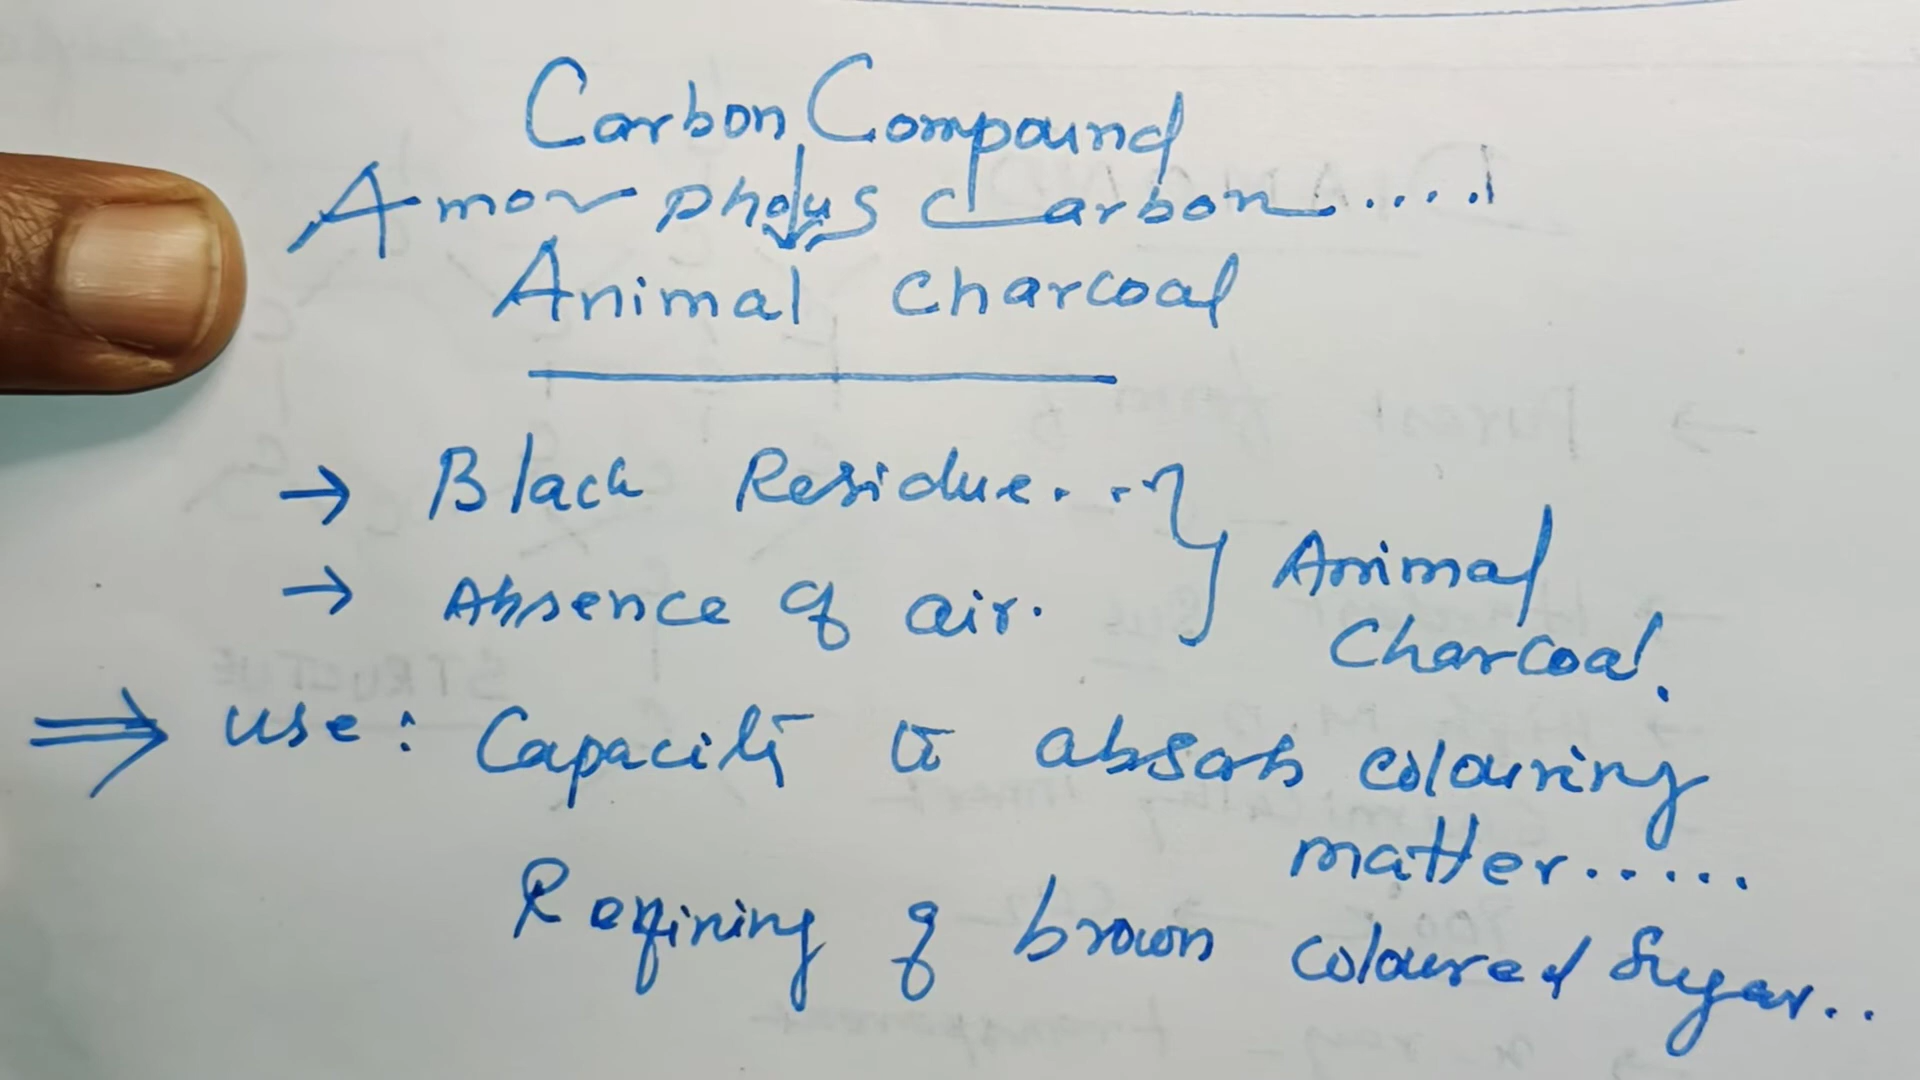 Carbon Compound
Amorphous Carbon.....
Animal Charcoal
→ Black Residue...
→ Absence of air.
Animal
Charcoal.
⇒ Use: Capacity to absorb colouring
matter.....
Refining of brown coloured Sugar..